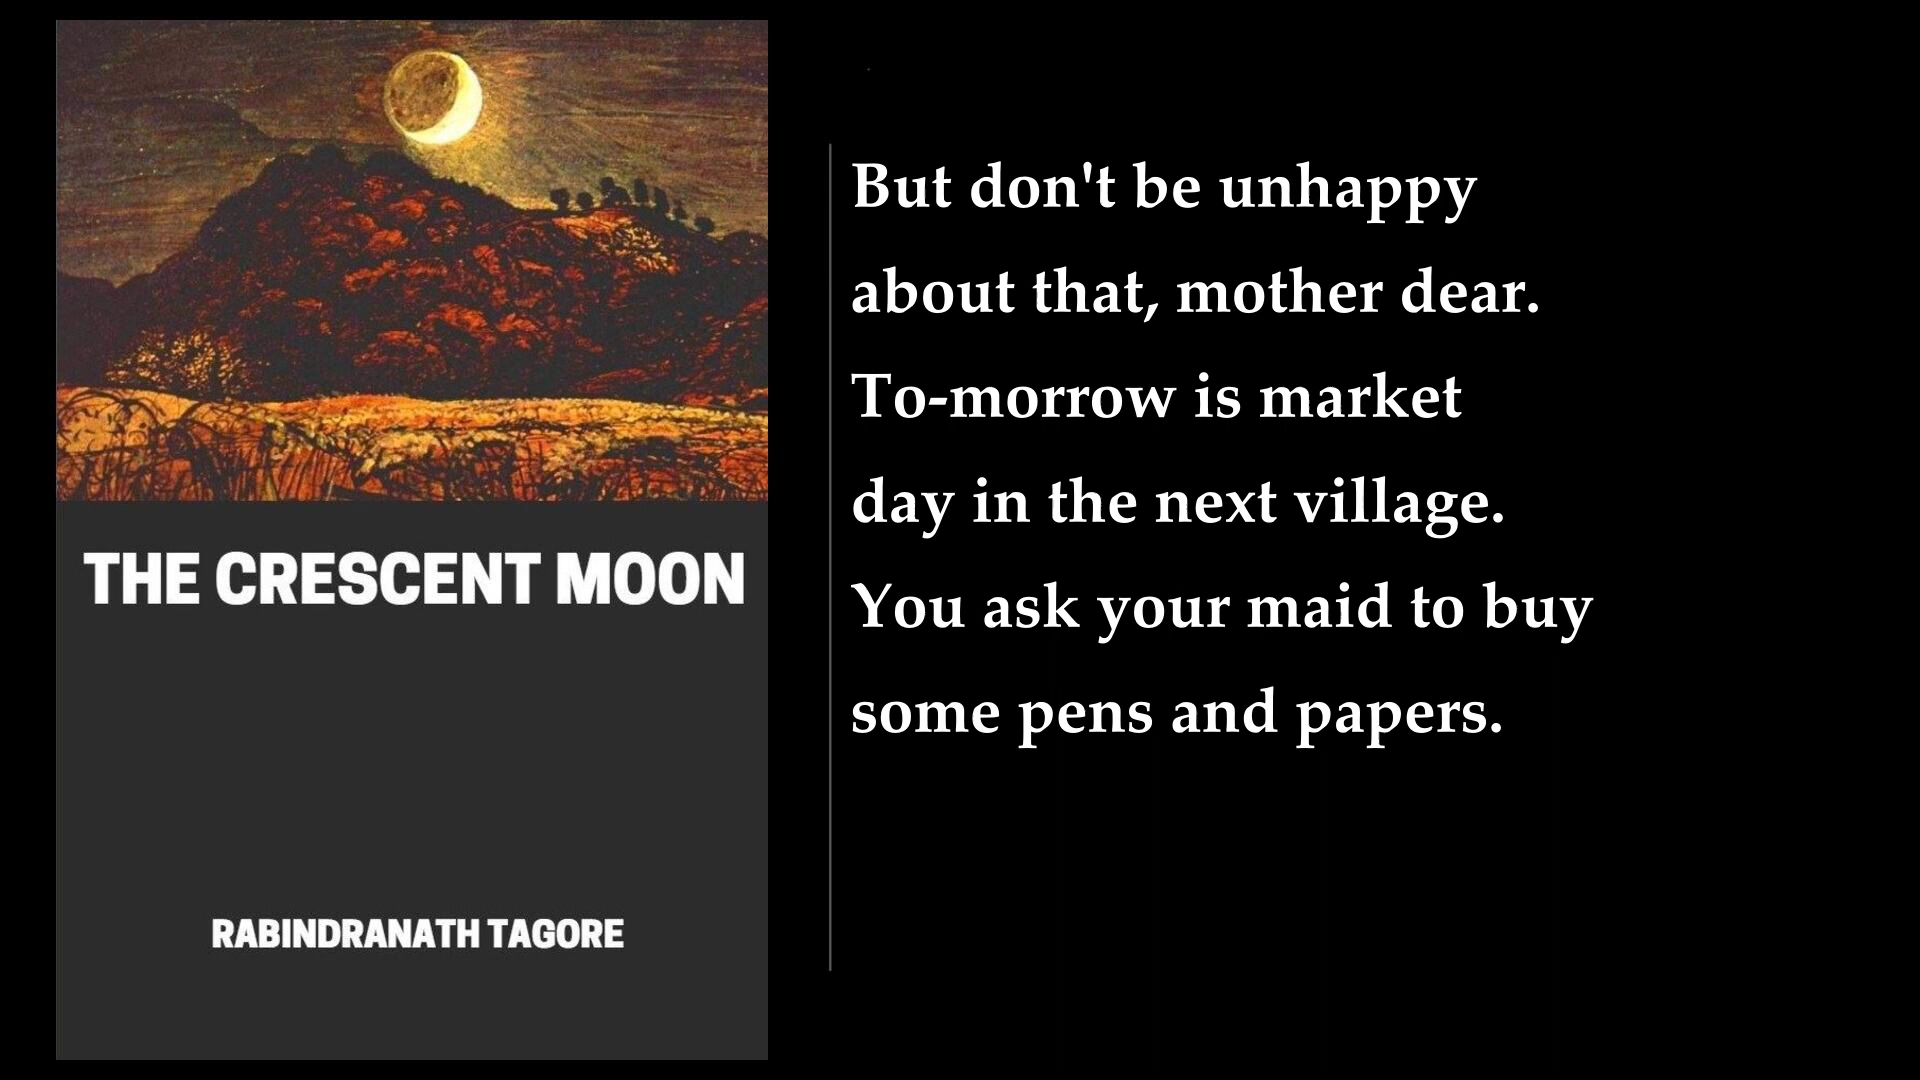 THE CRESCENT MOON
RABINDRANATH TAGORE
But don't be unhappy
about that, mother dear.
To-morrow is market
day in the next village.
You ask your maid to buy
some pens and papers.